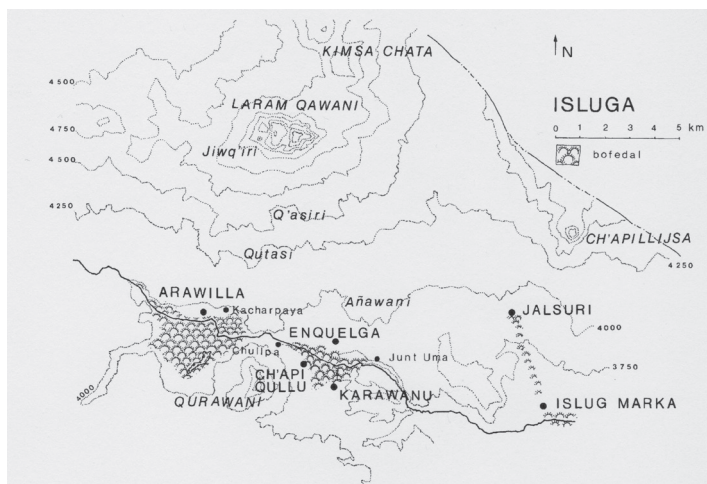 KIMSA CHATA
N
4500
LARAM QAWANI
ISLUGA
4750
0 1 2 3 4 5 km
Jiwq'iri
bofedal
4500
4250
Q'asiri
CH'APILLIJSA
Qutasi
4250
ARAWILLA
Kacharpaya
Añawani
JALSURI
4000
ENQUELGA
Chulipa
Junt Uma
CH'API
QULLU
3750
4000
QURAWANI
KARAWANU
ISLUG MARKA